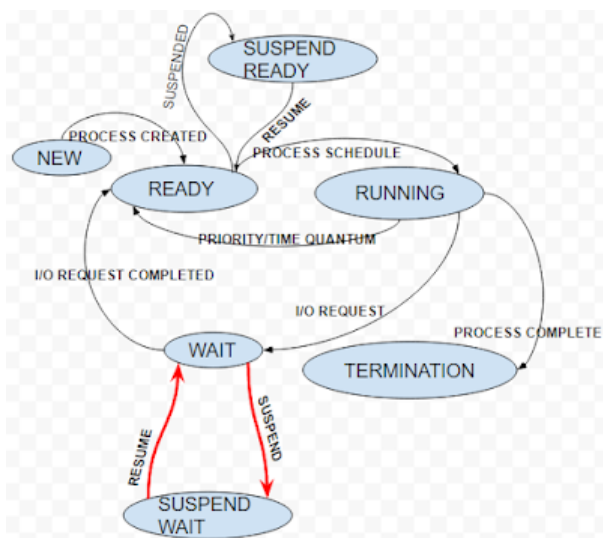 SUSPENDED
SUSPEND
READY
RESUME
PROCESS CREATED
NEW
PROCESS SCHEDULE
READY
RUNNING
PRIORITY/TIME QUANTUM
I/O REQUEST COMPLETED
I/O REQUEST
PROCESS COMPLETE
WAIT
TERMINATION
RESUME
SUSPEND
SUSPEND
WAIT